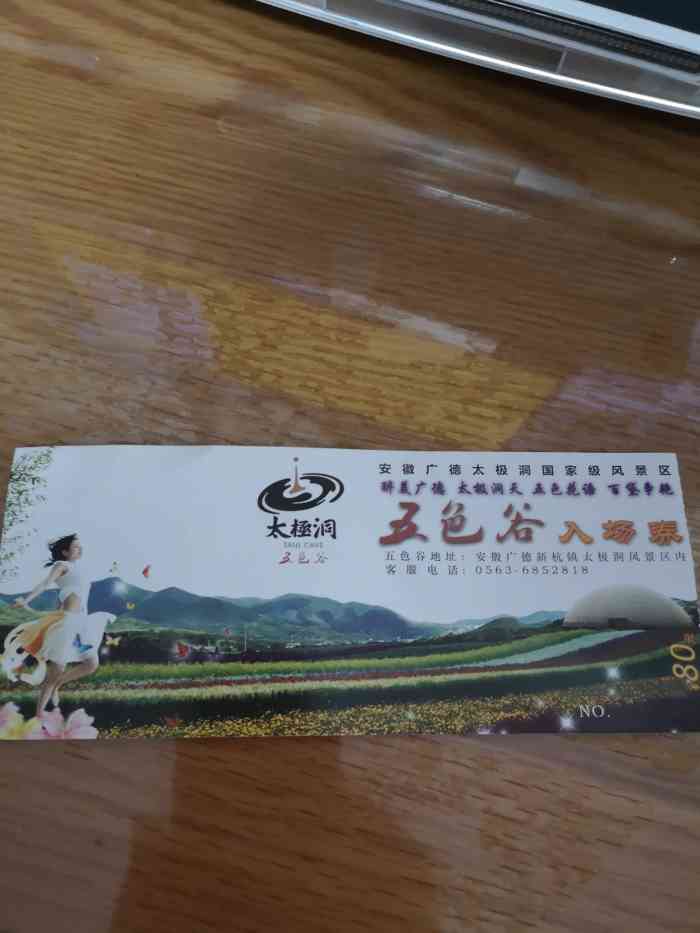 安徽广德太极洞国家级风景区
醉美广德 太极洞天 五色花语 百垡争艳
五色谷 入场券
五色谷地址：安徽广德新杭镇太极洞风景区内
客服电话：0563-6852818
太極洞
TAIJI CAVE
五色谷
80元
NO.